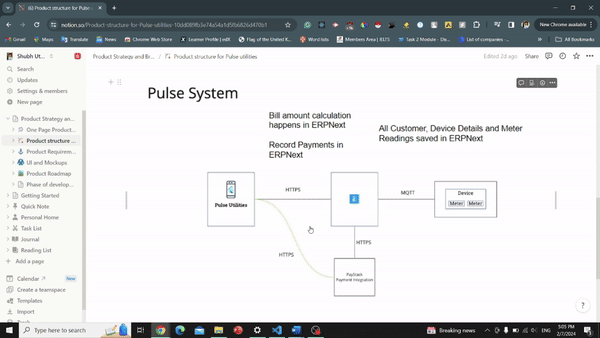 (6) Product structure for Pulse
New Chrome available
notion.so/Product-structure-for-Pulse-utilities-10dd089fb3e74a54a1d5fb6826d470b1
Gmail
Maps
Translate
News
Chrome Web Store
Learner Profile | edX
Flag of the United K...
Word lists
Members Area | IELTS
Task 2 Module - Do...
List of companies -...
All Bookmarks
Shubh Ut...
Product Strategy and Br...
/
Product structure for Pulse utilities
Edited 2d ago
Share
Search
Updates
Settings & members
New page
Product Strategy an...
One Page Product...
Product structure ...
Product Requirem...
UI and Mockups
Product Roadmap
Phase of develop...
Getting Started
Quick Note
Personal Home
Task List
Journal
Reading List
Add a page
Calendar
New
Create a teamspace
Templates
Import
Pulse System
Bill amount calculation
happens in ERPNext
Record Payments in
ERPNext
All Customer, Device Details and Meter
Readings saved in ERPNext
Pulse Utilities
HTTPS
MQTT
Device
Meter
Meter
HTTPS
HTTPS
PayStack
Payment Integration
?
Type here to search
Breaking news
ENG
5:05 PM
2/7/2024